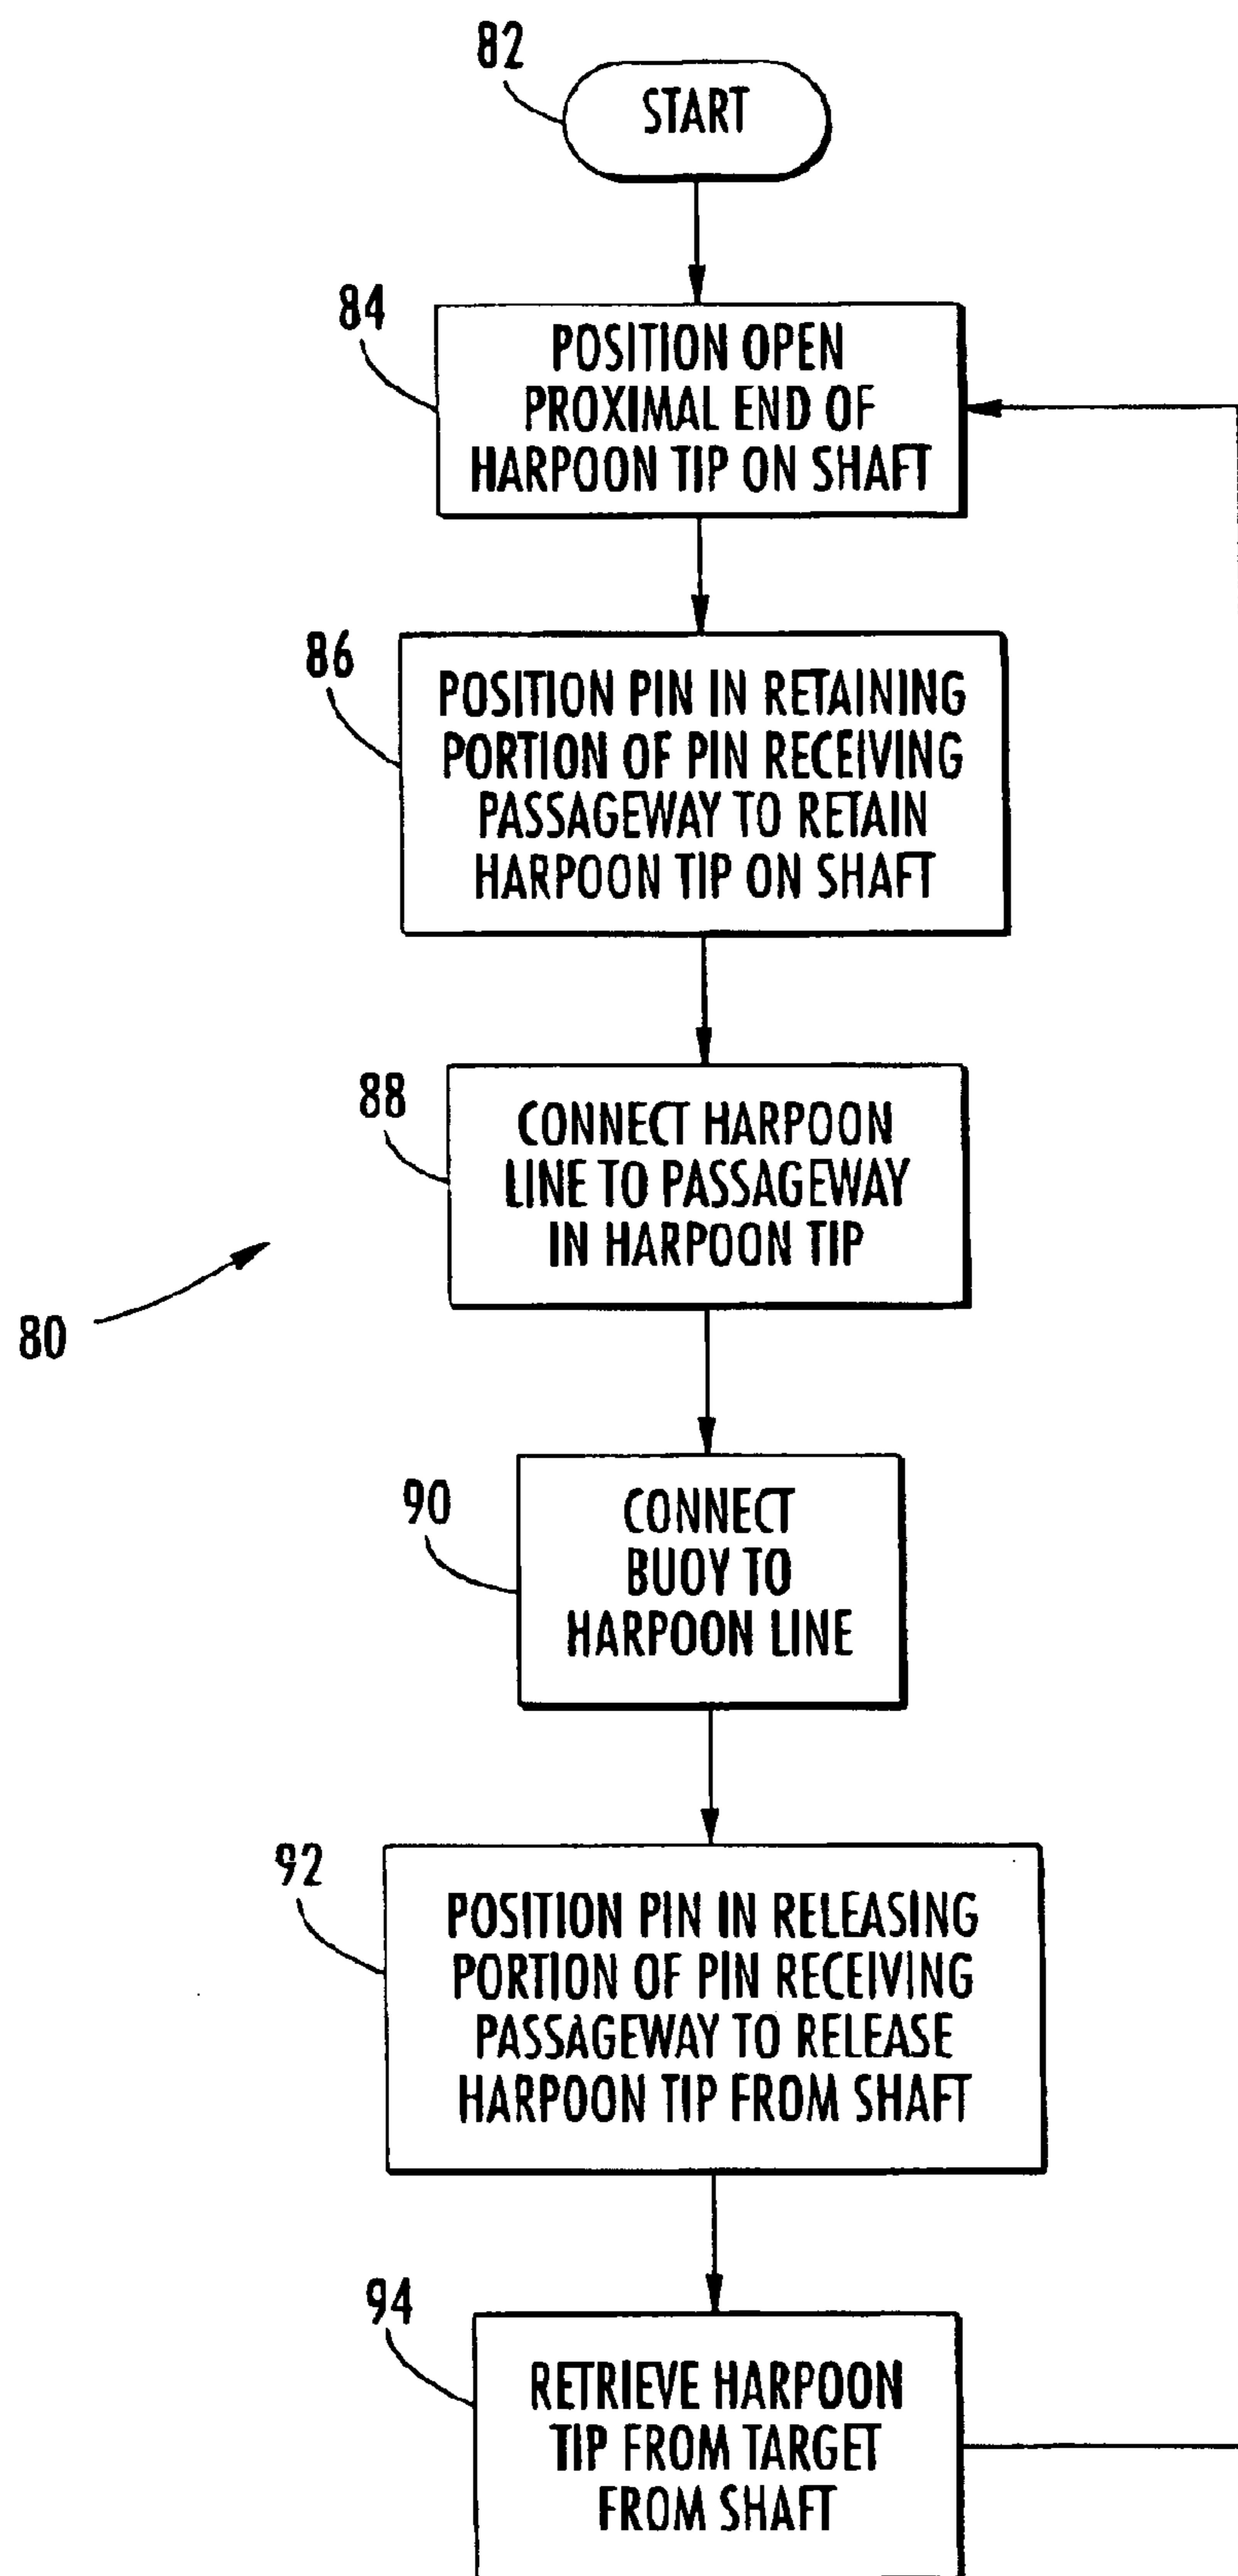 82
START
84
POSITION OPEN
PROXIMAL END OF
HARPOON TIP ON SHAFT
86
POSITION PIN IN RETAINING
PORTION OF PIN RECEIVING
PASSAGEWAY TO RETAIN
HARPOON TIP ON SHAFT
88
CONNECT HARPOON
LINE TO PASSAGEWAY
IN HARPOON TIP
80
90
CONNECT
BUOY TO
HARPOON LINE
92
POSITION PIN IN RELEASING
PORTION OF PIN RECEIVING
PASSAGEWAY TO RELEASE
HARPOON TIP FROM SHAFT
94
RETRIEVE HARPOON
TIP FROM TARGET
FROM SHAFT